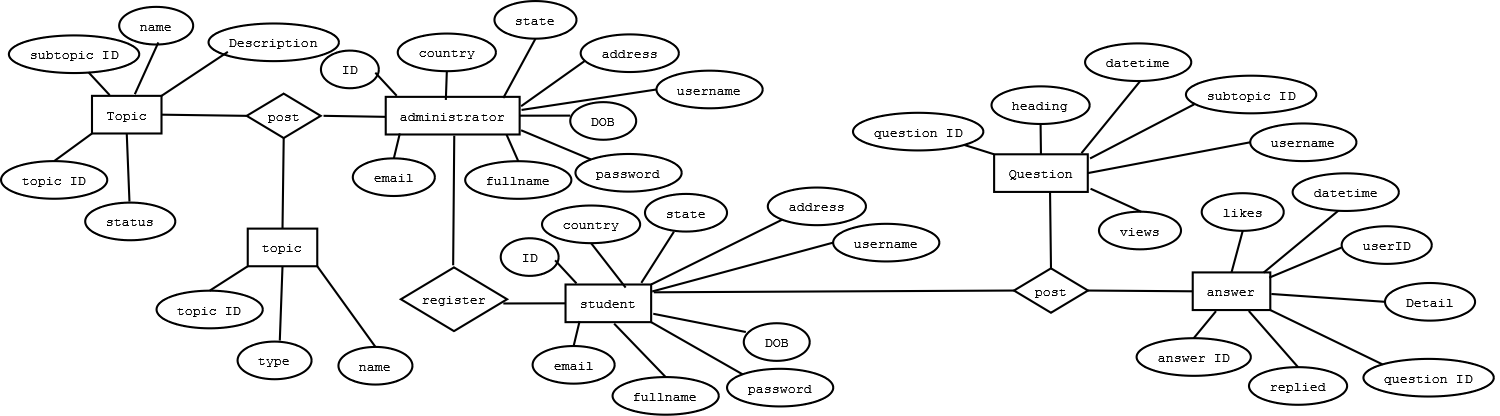 name
state
subtopic ID
Description
country
address
ID
username
Topic
post
administrator
DOB
topic ID
email
fullname
password
status
topic
topic ID
type
name
register
country
state
address
username
ID
student
DOB
email
fullname
password
datetime
heading
subtopic ID
question ID
username
Question
views
post
likes
datetime
userID
answer
Detail
answer ID
replied
question ID